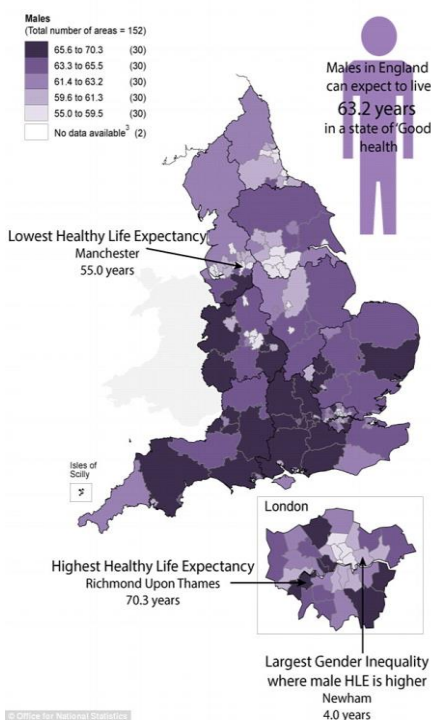 Males
(Total number of areas = 152)
65.6 to 70.3 (30)
63.3 to 65.5 (30)
61.4 to 63.2 (30)
59.6 to 61.3 (30)
55.0 to 59.5 (30)
No data available³ (2)
Males in England
can expect to live
63.2 years
in a state of 'Good
health
Lowest Healthy Life Expectancy
Manchester
55.0 years
Isles of
Scilly
London
Highest Healthy Life Expectancy
Richmond Upon Thames
70.3 years
Largest Gender Inequality
where male HLE is higher
Newham
4.0 years
© Office for National Statistics